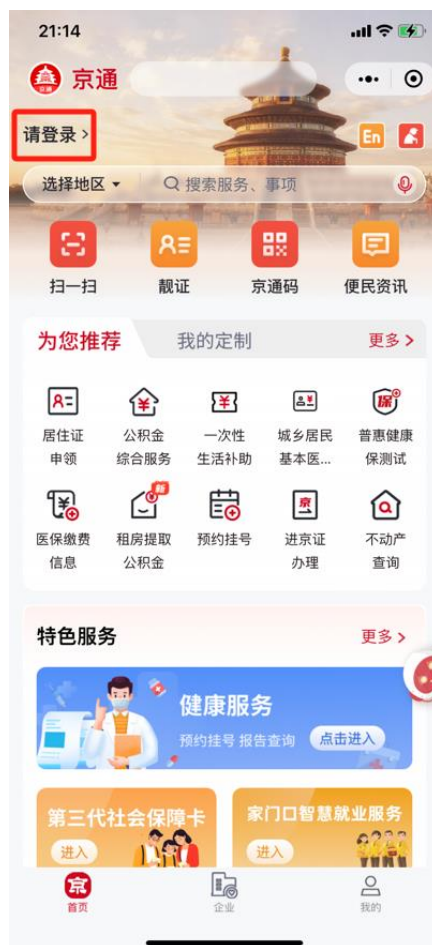 21:14
京通
请登录 >
En
选择地区
搜索服务、事项
扫一扫
靓证
京通码
便民资讯
为您推荐
我的定制
更多 >
居住证
申领
公积金
综合服务
一次性
生活补助
城乡居民
基本医...
保
普惠健康
保测试
医保缴费
信息
新
租房提取
公积金
预约挂号
京
进京证
办理
不动产
查询
特色服务
更多 >
健康服务
预约挂号 报告查询
点击进入
第三代社会保障卡
进入
家门口智慧就业服务
进入
京
首页
企业
我的